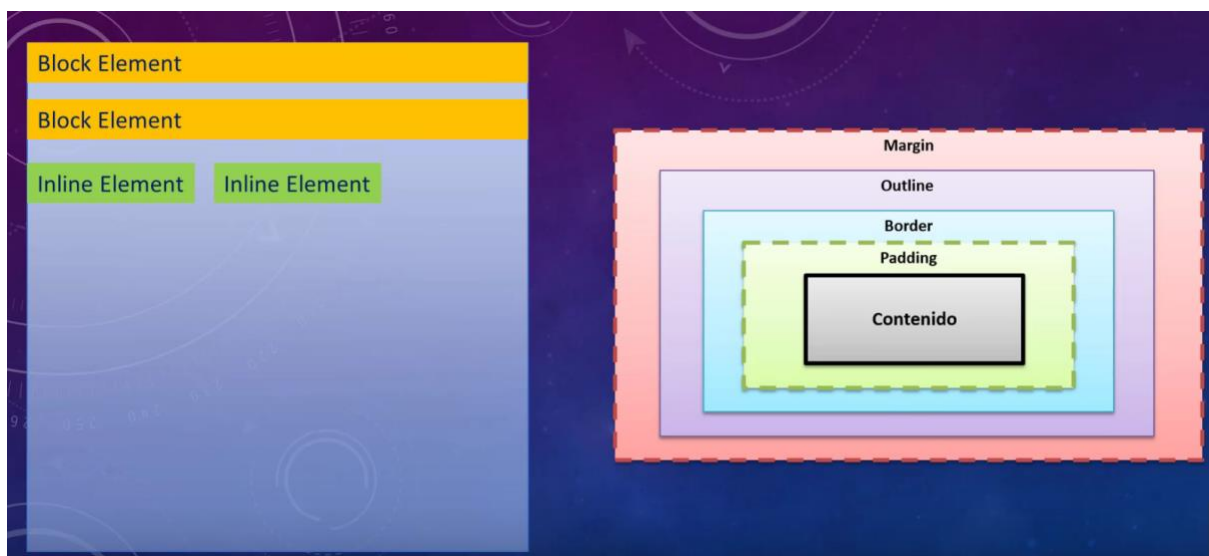 Block Element
Block Element
Inline Element
Inline Element
Margin
Outline
Border
Padding
Contenido